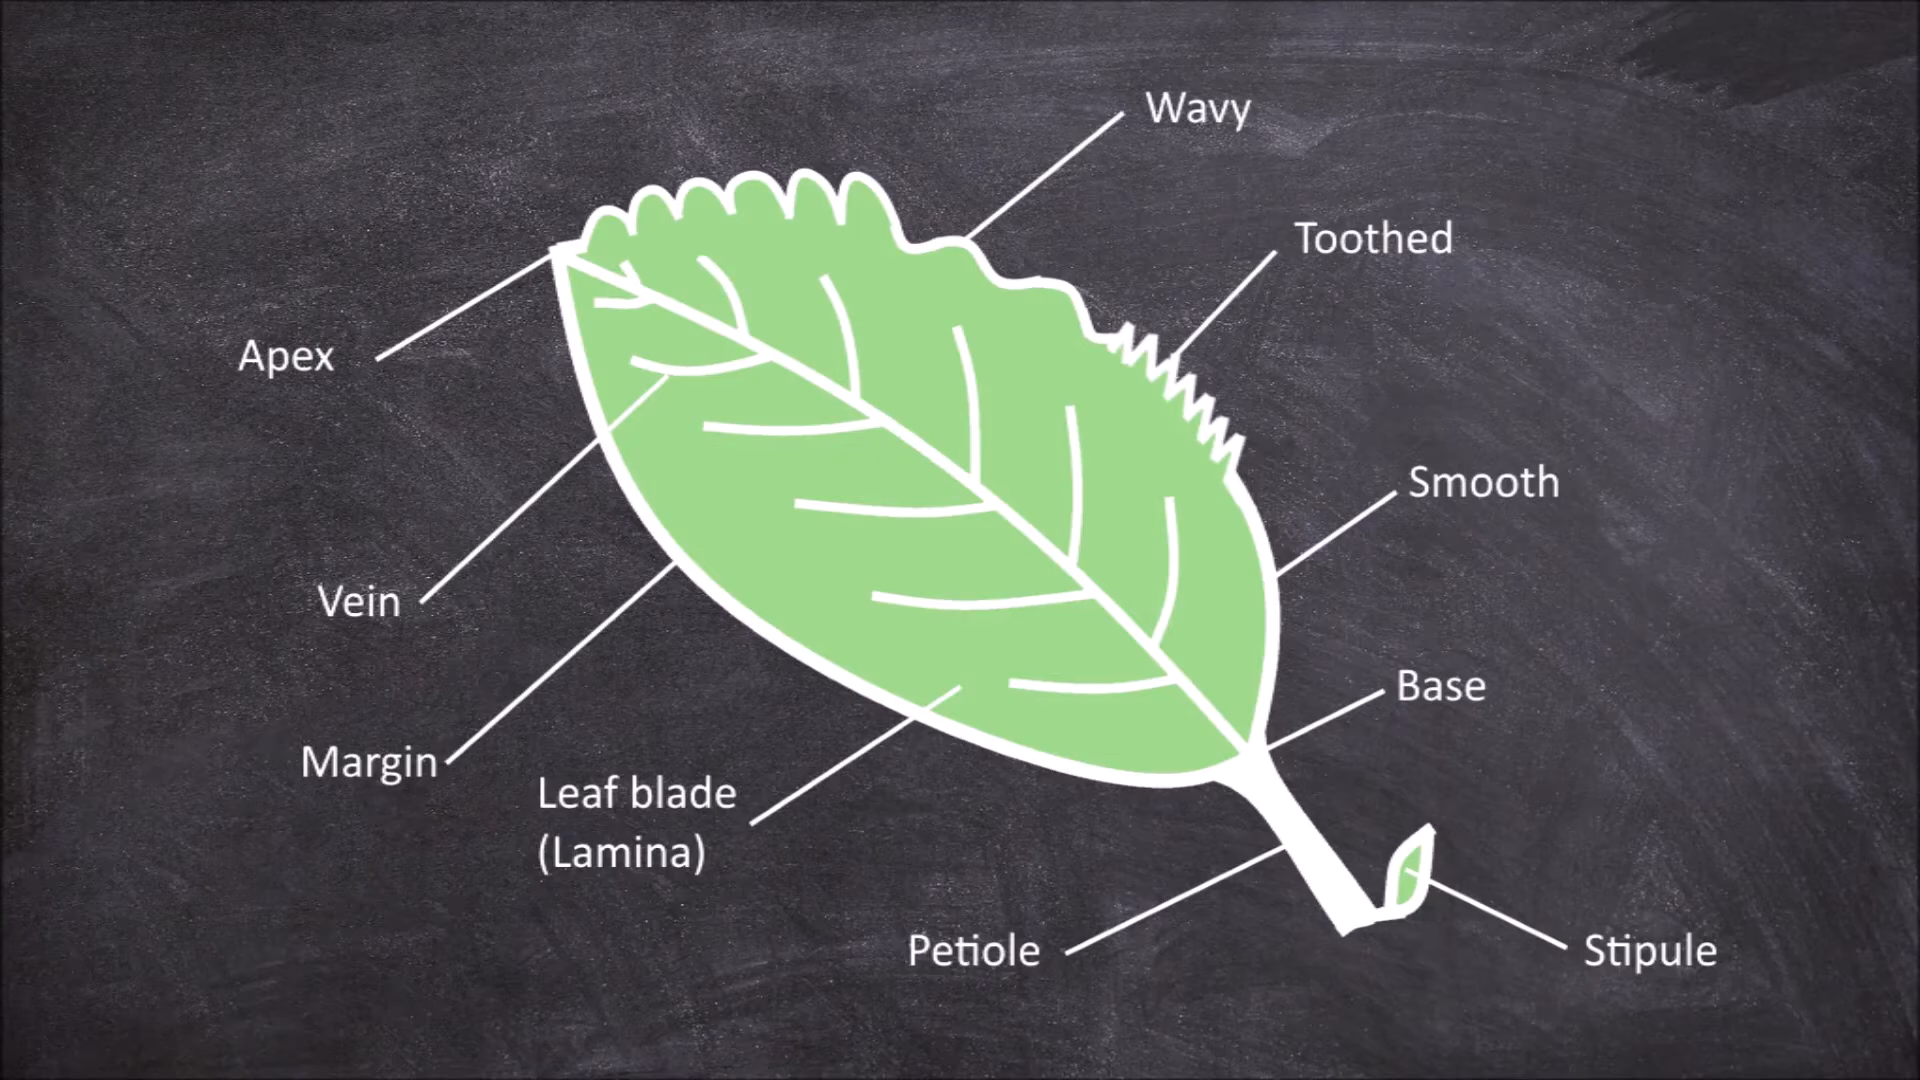 Wavy
Toothed
Apex
Smooth
Vein
Base
Margin
Leaf blade
(Lamina)
Petiole
Stipule